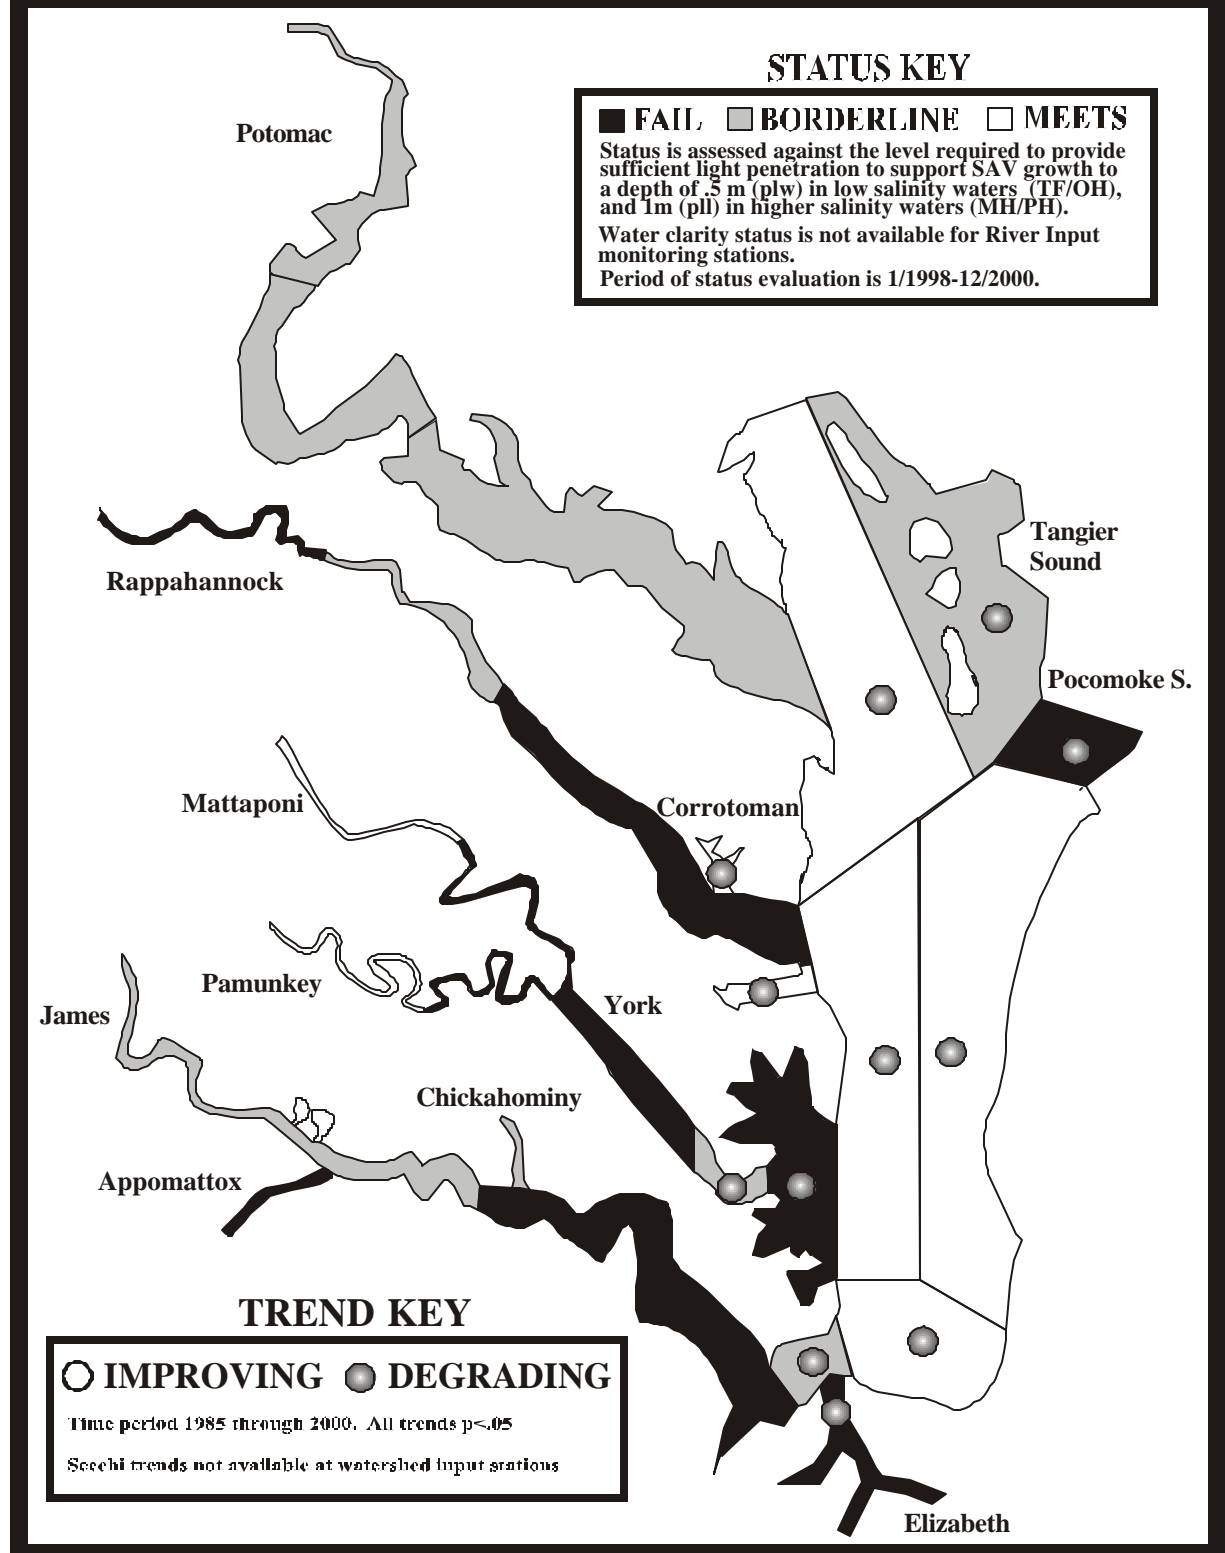 STATUS KEY
FAIL BORDERLINE MEETS
Status is assessed against the level required to provide
sufficient light penetration to support SAV growth to
a depth of .5 m (plw) in low salinity waters (TF/OH),
and 1m (pll) in higher salinity waters (MH/PH).
Water clarity status is not available for River Input
monitoring stations.
Period of status evaluation is 1/1998-12/2000.
Potomac
Tangier
Sound
Rappahannock
Pocomoke S.
Mattaponi
Corrotoman
Pamunkey
York
James
Chickahominy
Appomattox
TREND KEY
IMPROVING DEGRADING
Time period 1985 through 2000. All trends p<.05
Secchi trends not available at watershed input stations
Elizabeth